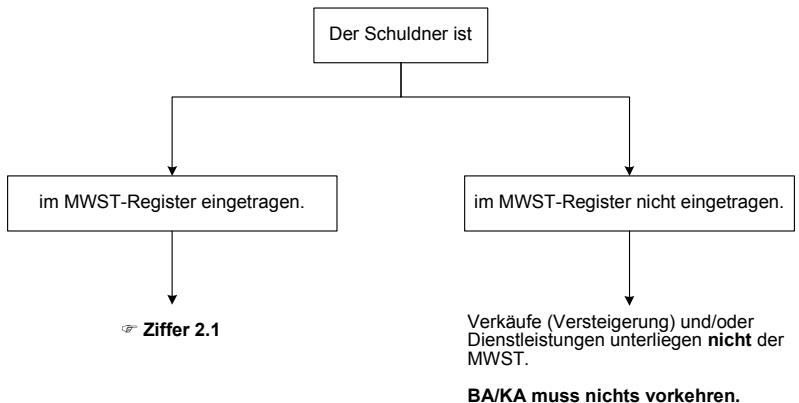 Der Schuldner ist
im MWST-Register eingetragen.
im MWST-Register nicht eingetragen.
☞ Ziffer 2.1
Verkäufe (Versteigerung) und/oder
Dienstleistungen unterliegen nicht der
MWST.
BA/KA muss nichts vorkehren.